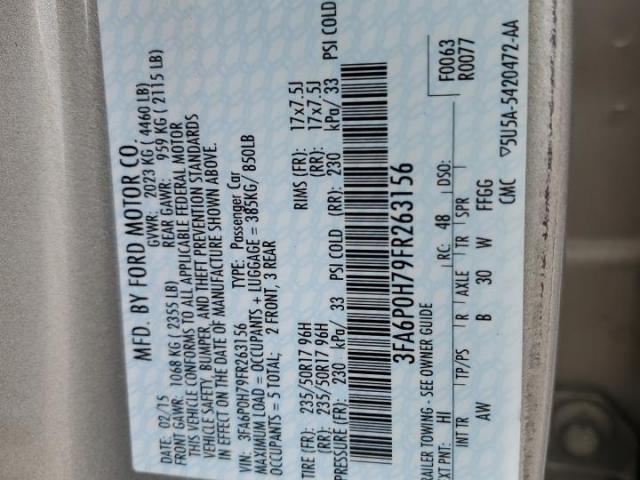 MFD. BY FORD MOTOR CO.
DATE: 02/15 GVWR: 2023 KG ( 4460 LB)
FRONT GAWR: 1068 KG ( 2355 LB) REAR GAWR: 959 KG ( 2115 LB)
THIS VEHICLE CONFORMS TO ALL APPLICABLE FEDERAL MOTOR
VEHICLE SAFETY, BUMPER, AND THEFT PREVENTION STANDARDS
IN EFFECT ON THE DATE OF MANUFACTURE SHOWN ABOVE.
VIN: 3FA6P0H79FR263156 TYPE: Passenger Car
MAXIMUM LOAD = OCCUPANTS + LUGGAGE = 385KG/ 850LB
OCCUPANTS = 5 TOTAL; 2 FRONT, 3 REAR
TIRE (FR): 235/50R17 96H RIMS (FR): 17x7.5J
(RR): 235/50R17 96H (RR): 17x7.5J
PRESSURE (FR): 230 kPa/ 33 PSI COLD (RR): 230 kPa/ 33 PSI COLD
3FA6P0H79FR263156
TRAILER TOWING - SEE OWNER GUIDE F0063
R0077
EXT PNT: HI RC: 48 DSO:
INT TR TP/PS R AXLE TR SPR
AW B 30 W FFGG
CMC ▽5U5A-5420472-AA